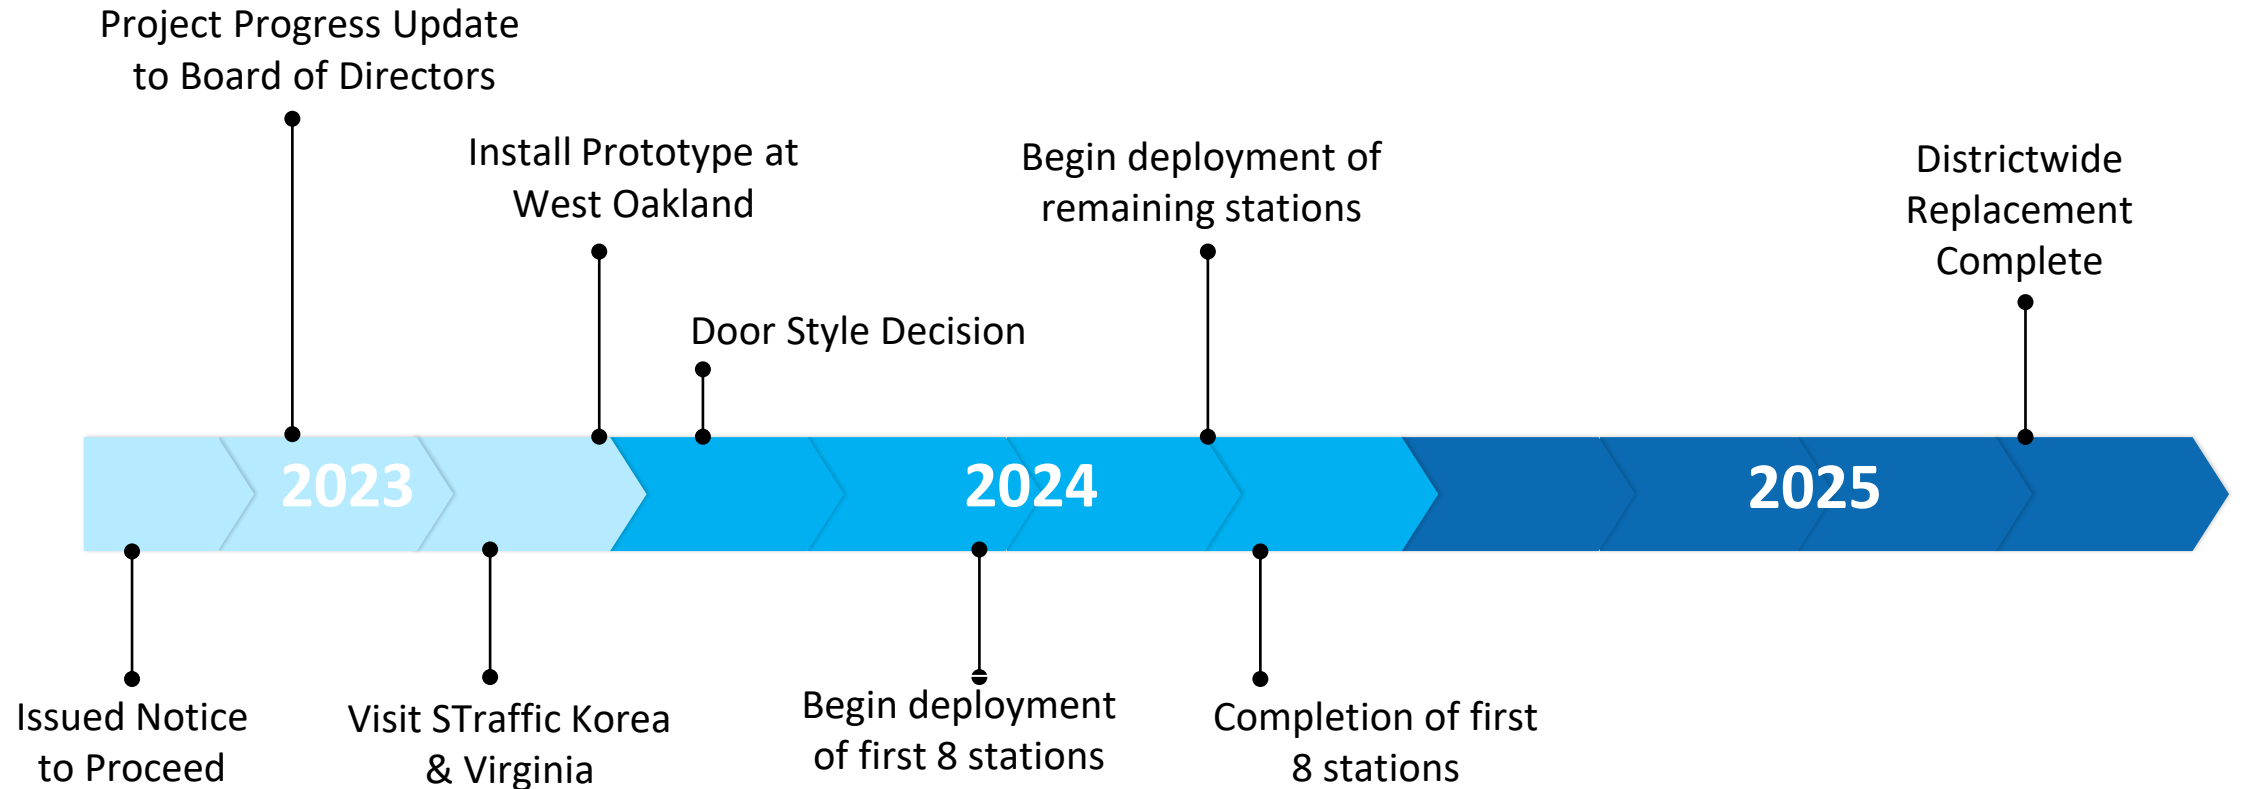 Project Progress Update
to Board of Directors
Install Prototype at
West Oakland
Begin deployment of
remaining stations
Districtwide
Replacement
Complete
Door Style Decision
2023
2024
2025
Issued Notice
to Proceed
Visit STraffic Korea
& Virginia
Begin deployment
of first 8 stations
Completion of first
8 stations